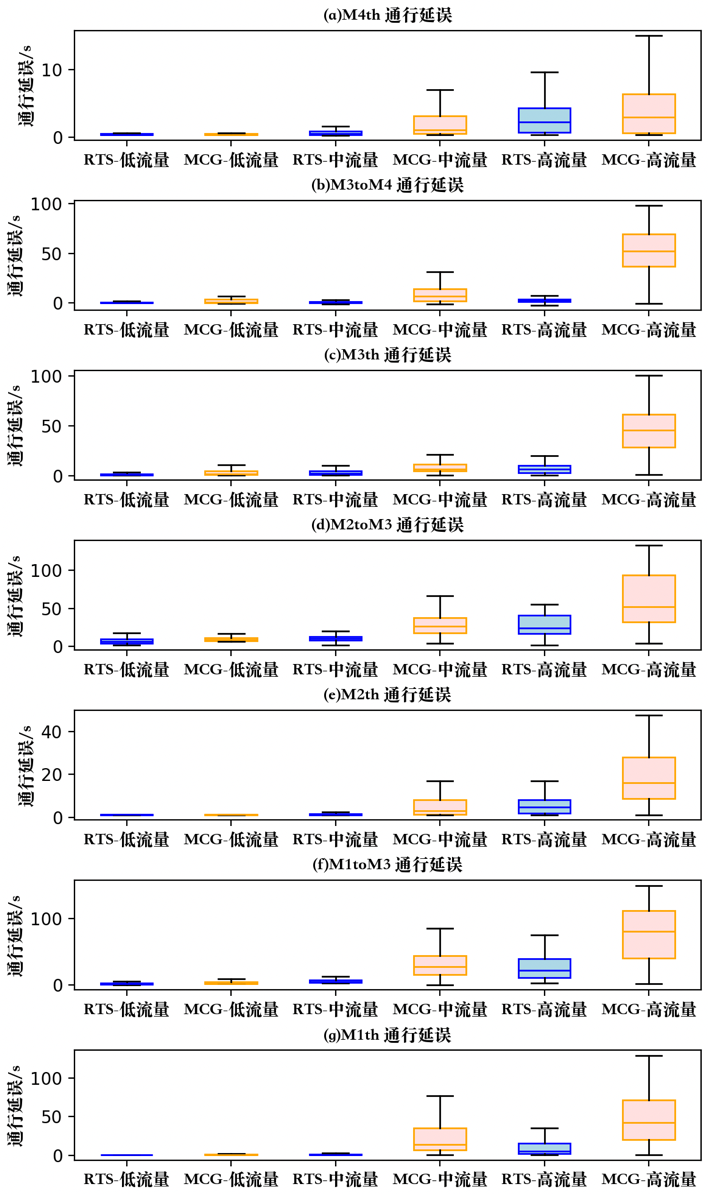 (a)M4th 通行延误
通行延误/s
10
0
RTS-低流量 MCG-低流量 RTS-中流量 MCG-中流量 RTS-高流量 MCG-高流量
(b)M3toM4 通行延误
通行延误/s
100
50
0
RTS-低流量 MCG-低流量 RTS-中流量 MCG-中流量 RTS-高流量 MCG-高流量
(c)M3th 通行延误
通行延误/s
100
50
0
RTS-低流量 MCG-低流量 RTS-中流量 MCG-中流量 RTS-高流量 MCG-高流量
(d)M2toM3 通行延误
通行延误/s
100
50
0
RTS-低流量 MCG-低流量 RTS-中流量 MCG-中流量 RTS-高流量 MCG-高流量
(e)M2th 通行延误
通行延误/s
40
20
0
RTS-低流量 MCG-低流量 RTS-中流量 MCG-中流量 RTS-高流量 MCG-高流量
(f)M1toM3 通行延误
通行延误/s
100
0
RTS-低流量 MCG-低流量 RTS-中流量 MCG-中流量 RTS-高流量 MCG-高流量
(g)M1th 通行延误
通行延误/s
100
50
0
RTS-低流量 MCG-低流量 RTS-中流量 MCG-中流量 RTS-高流量 MCG-高流量